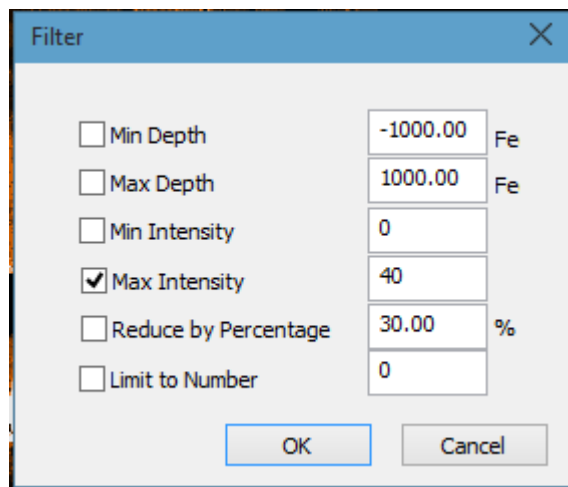 Filter
Min Depth -1000.00 Fe
Max Depth 1000.00 Fe
Min Intensity 0
Max Intensity 40
Reduce by Percentage 30.00 %
Limit to Number 0
OK Cancel